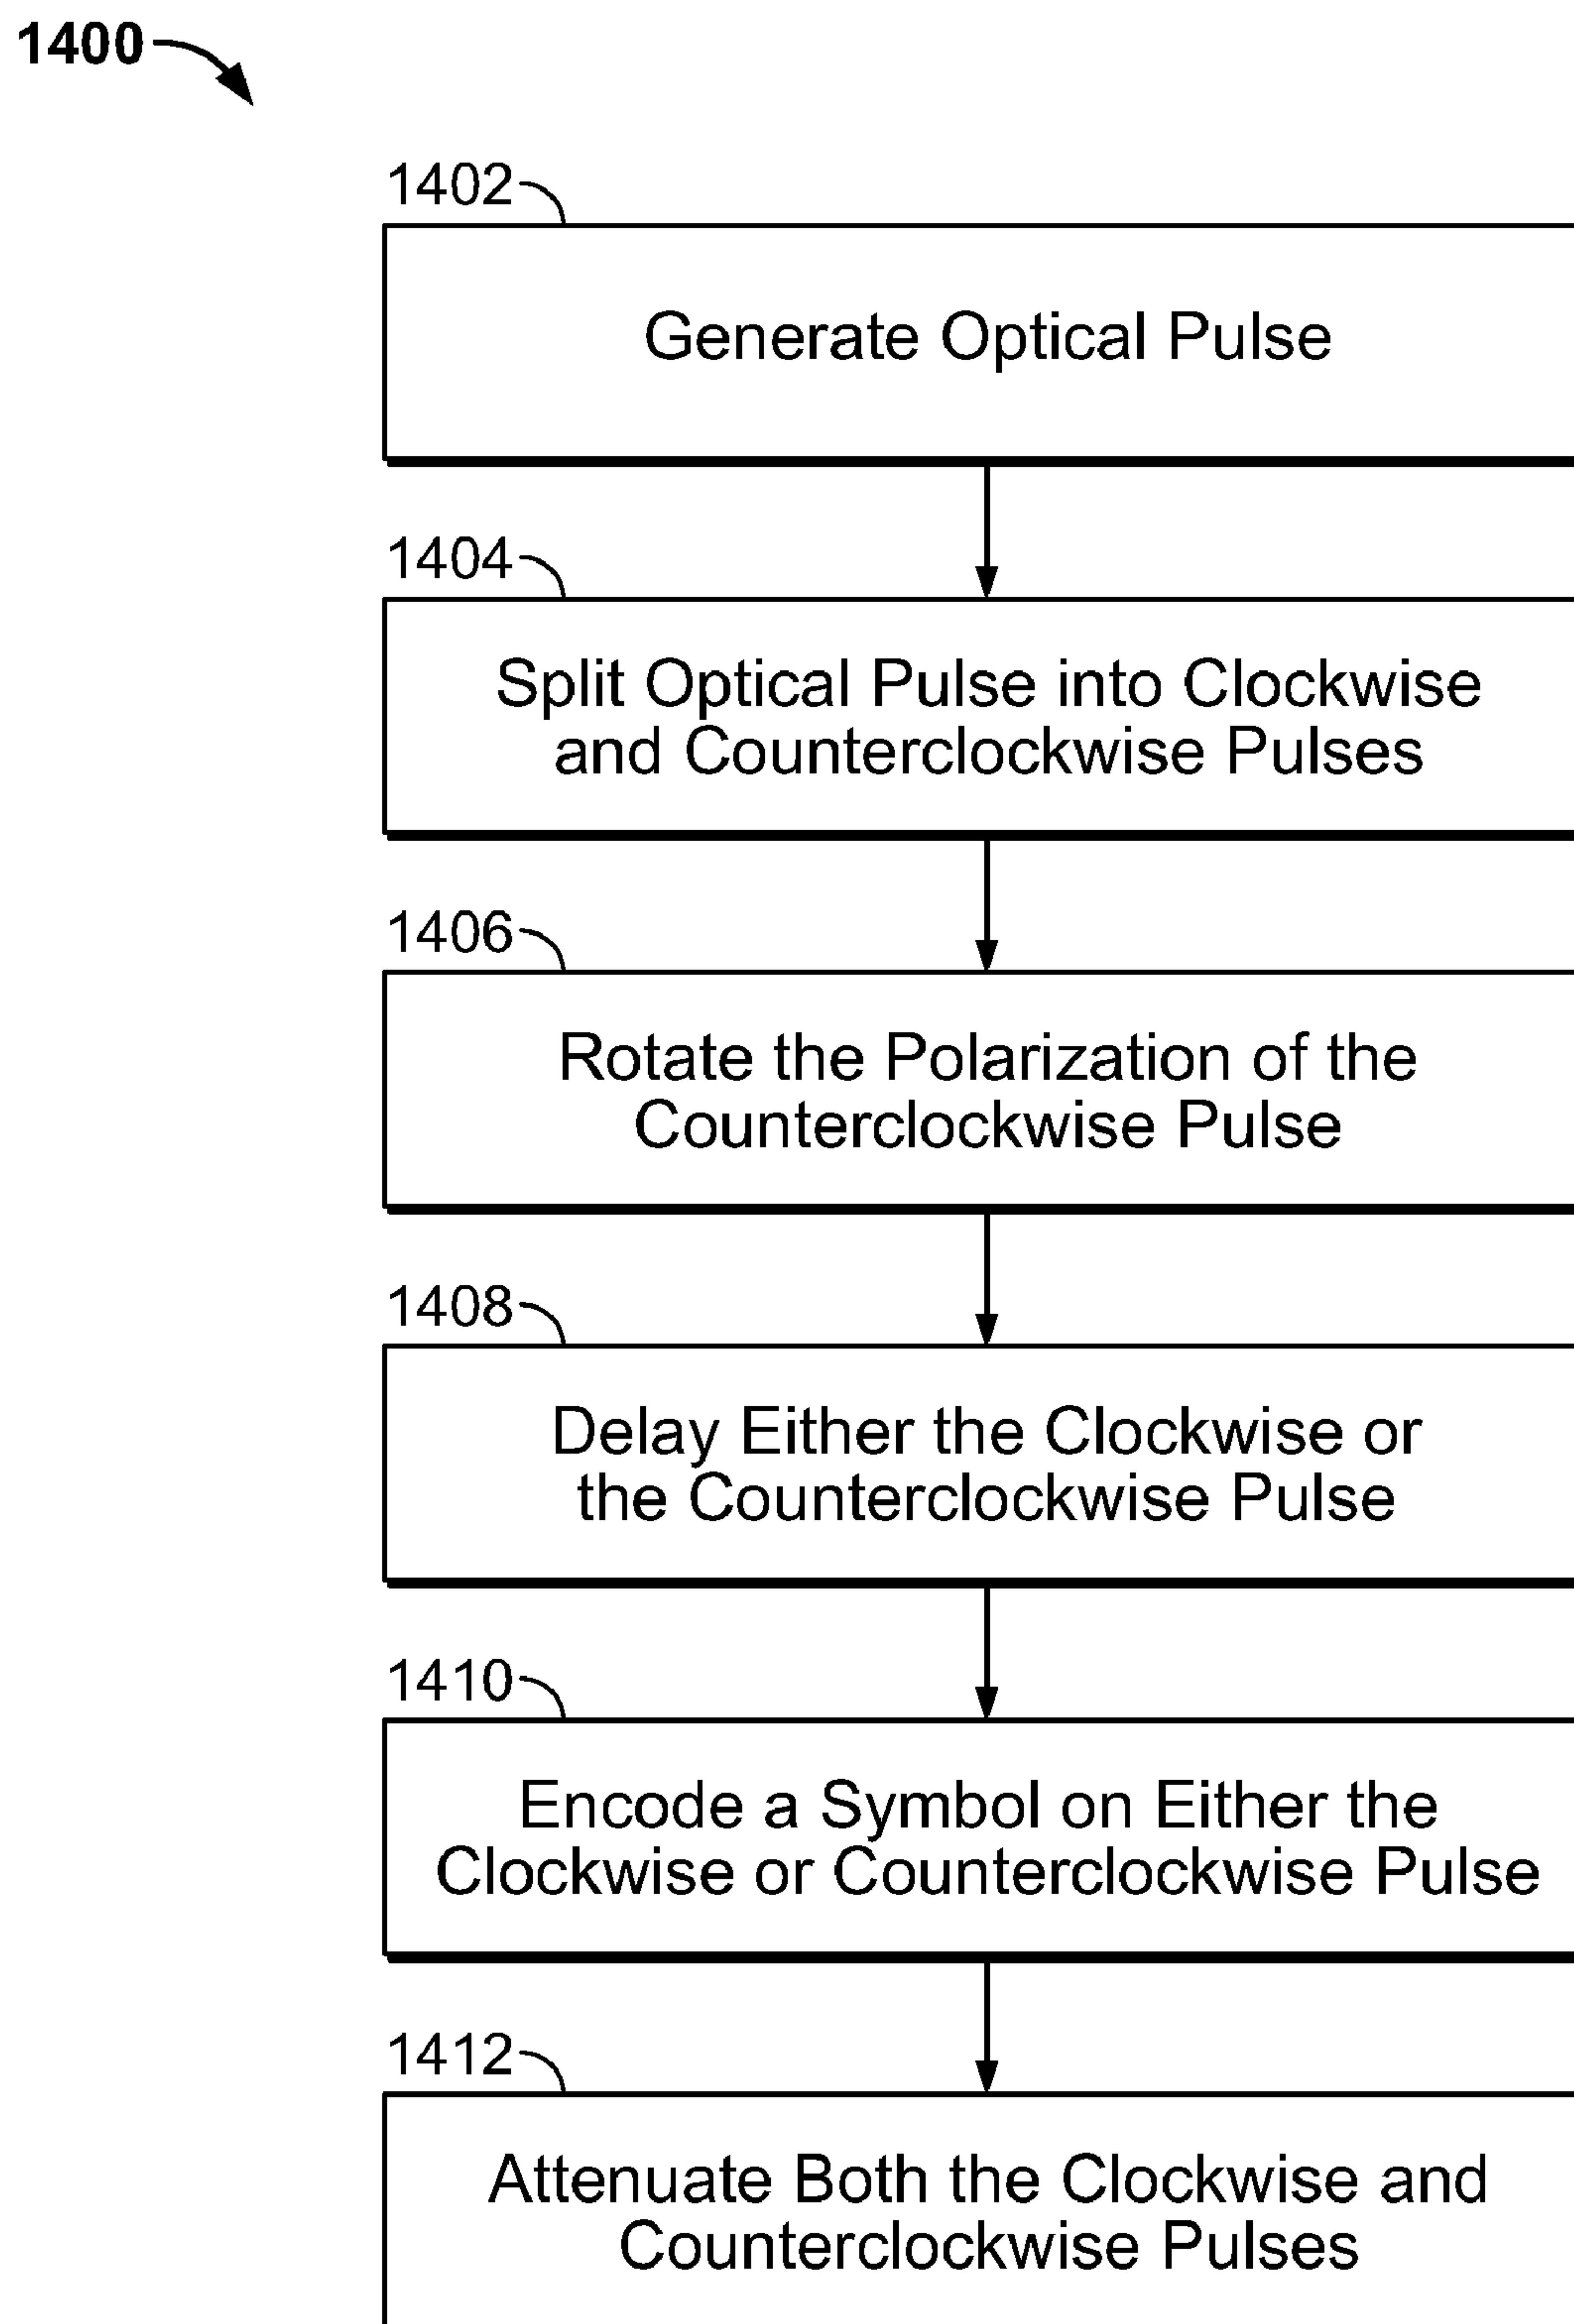 1400
1402
Generate Optical Pulse
1404
Split Optical Pulse into Clockwise
and Counterclockwise Pulses
1406
Rotate the Polarization of the
Counterclockwise Pulse
1408
Delay Either the Clockwise or
the Counterclockwise Pulse
1410
Encode a Symbol on Either the
Clockwise or Counterclockwise Pulse
1412
Attenuate Both the Clockwise and
Counterclockwise Pulses